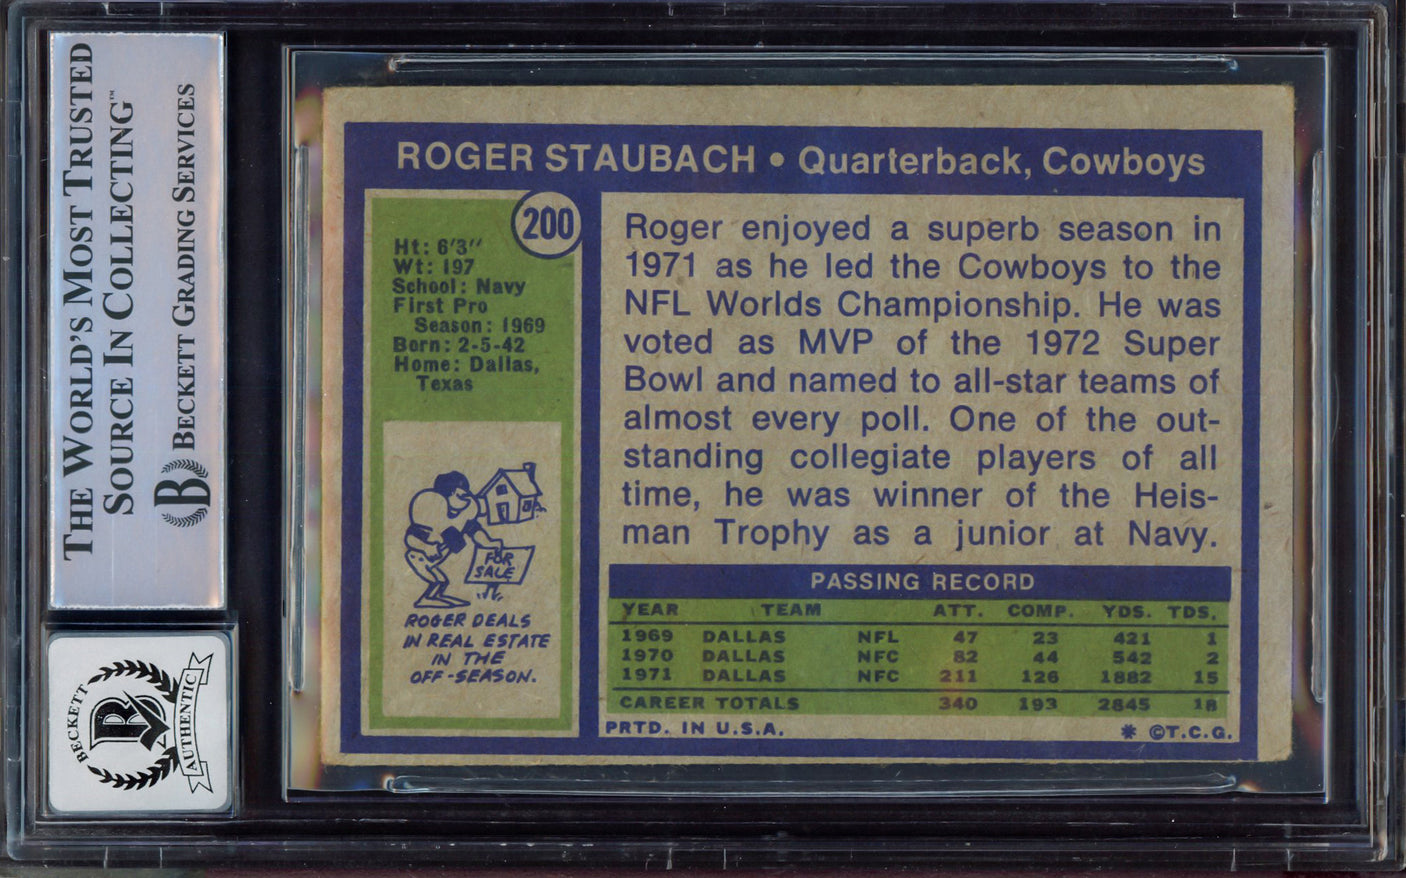 THE WORLD'S MOST TRUSTED
SOURCE IN COLLECTING™
BECKETT GRADING SERVICES
BECKETT
AUTHENTIC
ROGER STAUBACH • Quarterback, Cowboys
200
Ht: 6'3"
Wt: 197
School: Navy
First Pro
Season: 1969
Born: 2-5-42
Home: Dallas,
Texas
FOR
SALE
ROGER DEALS
IN REAL ESTATE
IN THE
OFF-SEASON.
Roger enjoyed a superb season in
1971 as he led the Cowboys to the
NFL Worlds Championship. He was
voted as MVP of the 1972 Super
Bowl and named to all-star teams of
almost every poll. One of the out-
standing collegiate players of all
time, he was winner of the Heis-
man Trophy as a junior at Navy.
PASSING RECORD
YEAR TEAM ATT. COMP. YDS. TDS.
1969 DALLAS NFL 47 23 421 1
1970 DALLAS NFC 82 44 542 2
1971 DALLAS NFC 211 126 1882 15
CAREER TOTALS 340 193 2845 18
PRTD. IN U.S.A. * ©T.C.G.